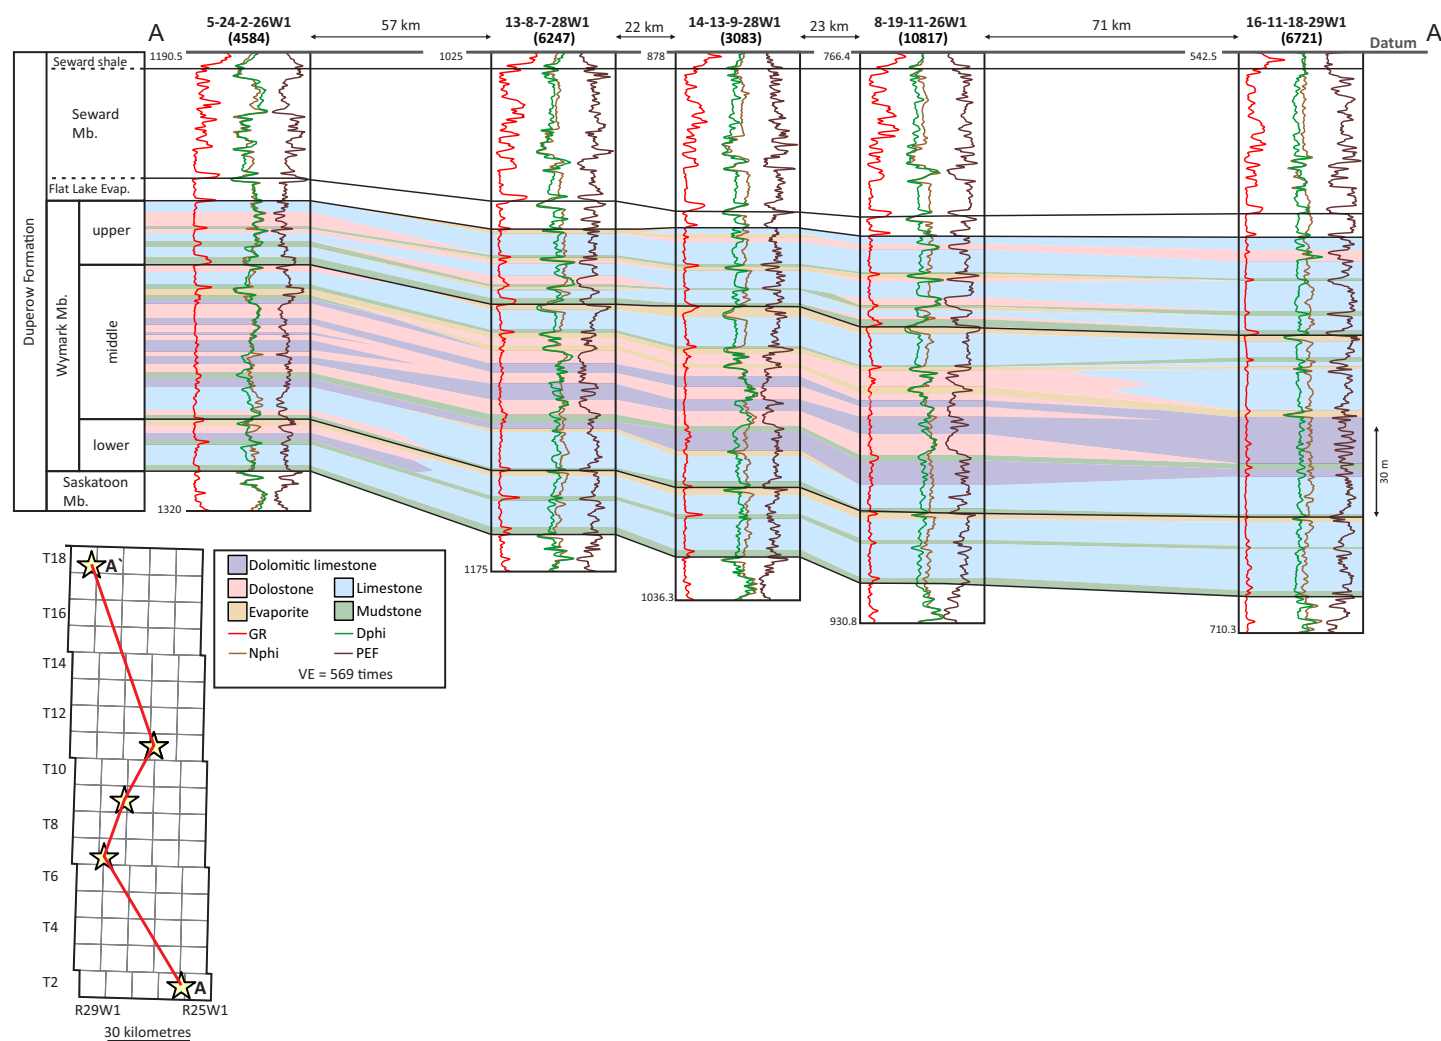 A
5-24-2-26W1
(4584)
57 km
13-8-7-28W1
(6247)
22 km
14-13-9-28W1
(3083)
23 km
8-19-11-26W1
(10817)
71 km
16-11-18-29W1
(6721)
Datum
A
1190.5
1025
878
766.4
542.5
Seward shale
Seward
Mb.
Flat Lake Evap.
Duperow Formation
Wymark Mb.
upper
middle
lower
Saskatoon
Mb.
1320
1175
1036.3
930.8
710.3
30 m
T18
T16
T14
T12
T10
T8
T6
T4
T2
A`
A
R29W1
R25W1
30 kilometres
Dolomitic limestone
Dolostone
Limestone
Evaporite
Mudstone
GR
Dphi
Nphi
PEF
VE = 569 times